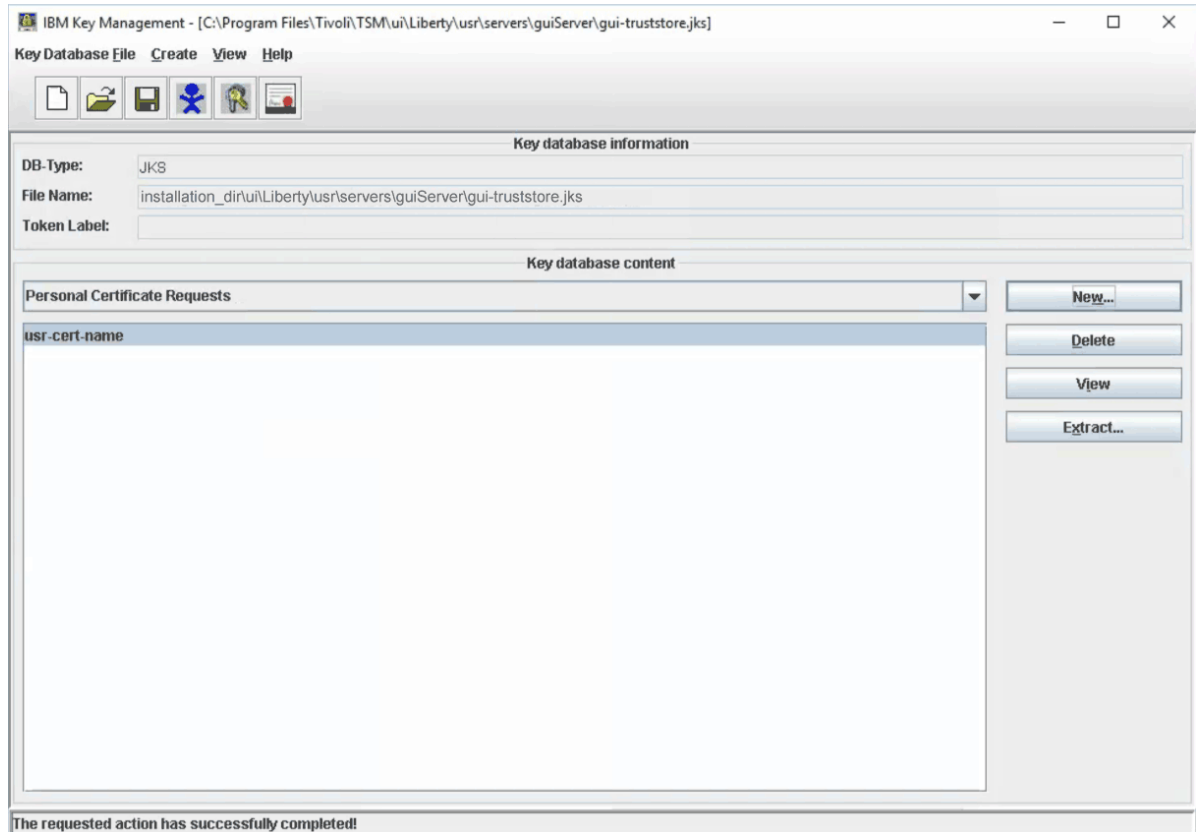 IBM Key Management - [C:\Program Files\Tivoli\TSM\ui\Liberty\usr\servers\guiServer\gui-truststore.jks]
Key Database File Create View Help
Key database information
DB-Type: JKS
File Name: installation_dir\ui\Liberty\usr\servers\guiServer\gui-truststore.jks
Token Label:
Key database content
Personal Certificate Requests
New...
usr-cert-name
Delete
View
Extract...
The requested action has successfully completed!